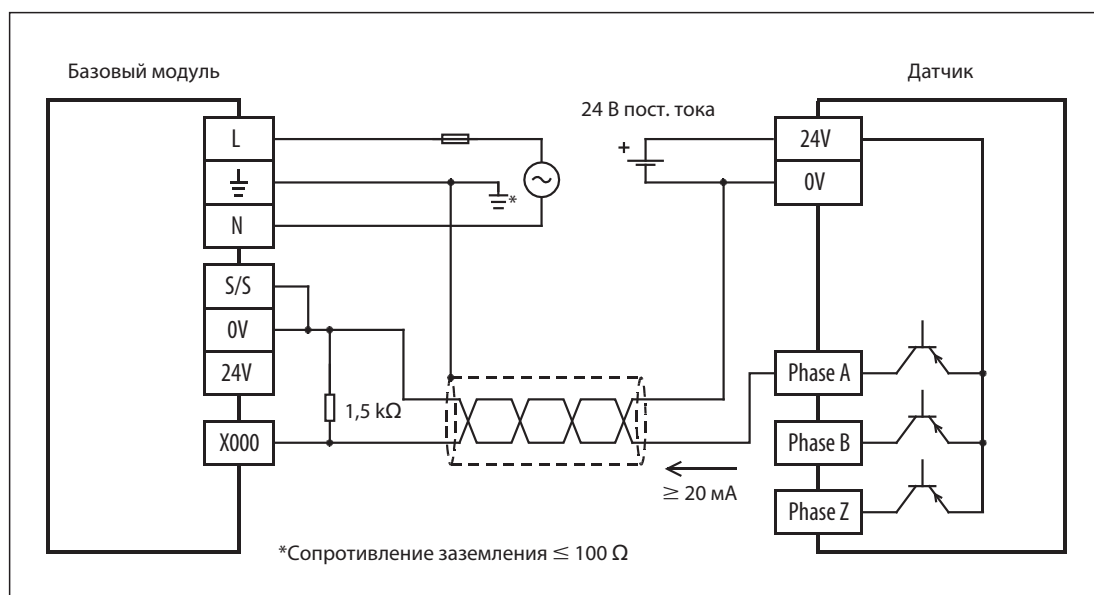 Базовый модуль
Датчик
24 В пост. тока
L
+
24V
*
0V
N
S/S
0V
24V
1,5 kΩ
Phase A
X000
Phase B
≥ 20 мА
Phase Z
*Сопротивление заземления ≤ 100 Ω